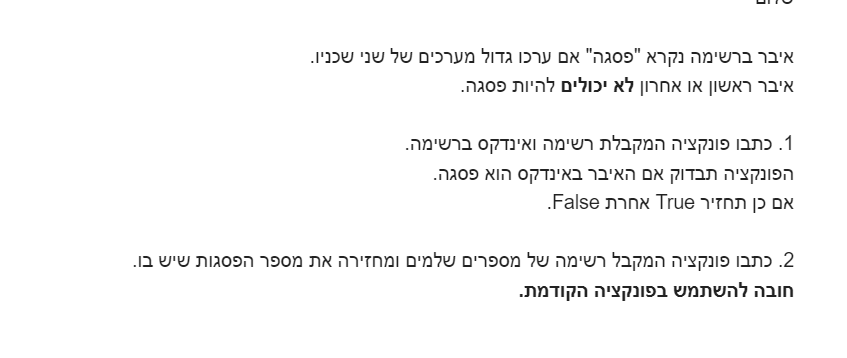 שלום
איבר ברשימה נקרא "פסגה" אם ערכו גדול מערכים של שני שכניו.
איבר ראשון או אחרון לא יכולים להיות פסגה.
1. כתבו פונקציה המקבלת רשימה ואינדקס ברשימה.
הפונקציה תבדוק אם האיבר באינדקס הוא פסגה.
אם כן תחזיר True אחרת False.
2. כתבו פונקציה המקבל רשימה של מספרים שלמים ומחזירה את מספר הפסגות שיש בו.
חובה להשתמש בפונקציה הקודמת.